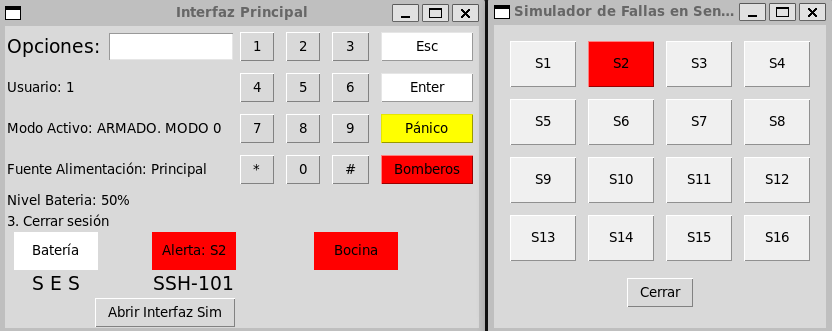 Interfaz Principal
Opciones:
1 2 3 Esc
Usuario: 1
4 5 6 Enter
Modo Activo: ARMADO. MODO 0
7 8 9 Pánico
Fuente Alimentación: Principal
* 0 # Bomberos
Nivel Bateria: 50%
3. Cerrar sesión
Batería Alerta: S2 Bocina
S E S SSH-101
Abrir Interfaz Sim
Simulador de Fallas en Sen...
S1 S2 S3 S4
S5 S6 S7 S8
S9 S10 S11 S12
S13 S14 S15 S16
Cerrar